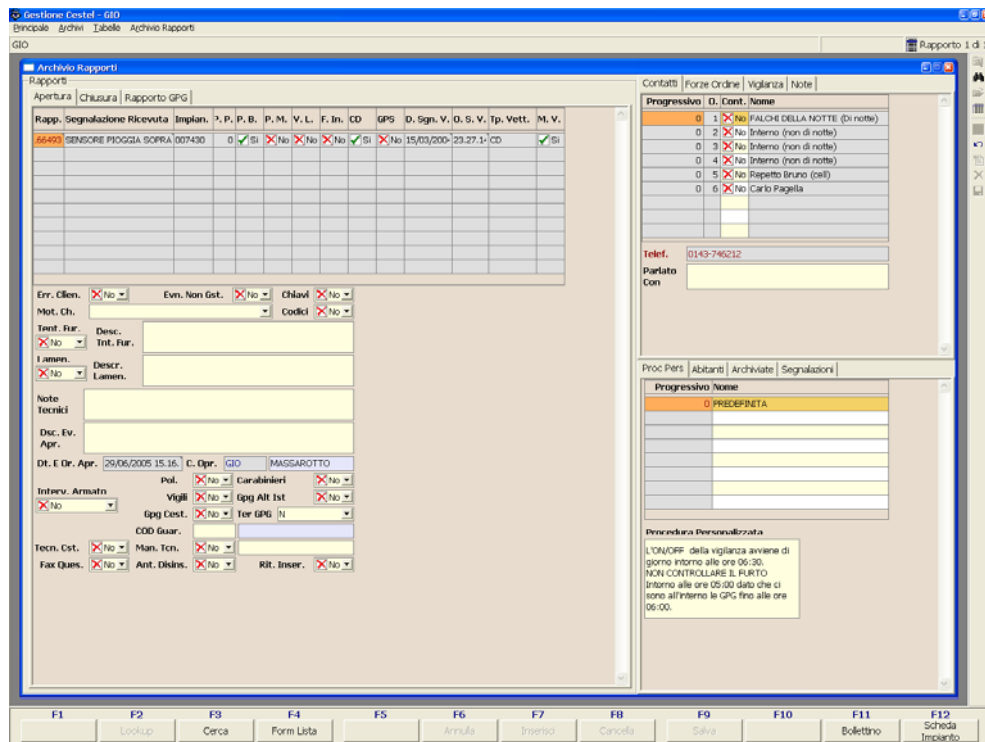 Gestione Cestel - GIO
Principale Archivi Tabelle Archivio Rapporti
GIO
Rapporto 1 di
Archivio Rapporti
Rapporti
Apertura Chiusura Rapporto GPG
Rapp. Segnalazione Ricevuta Impian. P. P. P. B. P. M. V. L. F. In. CD GPS D. Sgn. V. O. S. V. Tp. Vett. M. V.
.66493 SENSORE PIOGGIA SOPRA 007430 0 Si No No No Si No 15/03/200 23.27.1 CD Si
Err. Clien. No Evn. Non Gst. No Chiavi No
Mot. Ch. Codici No
Tent. Fur. Desc.
No Tnt. Fur.
Lamen. Descr.
No Lamen.
Note
Tecnici
Dsc. Ev.
Apr.
Dt. E Or. Apr. 29/06/2005 15.16. C. Opr. GIO MASSAROTTO
Pol. No Carabinieri No
Interv. Armato Vigili No Gpg Alt Ist No
No Gpg Cest. No Ter GPG N
COD Guar.
Tecn. Cst. No Man. Tcn. No
Fax Ques. No Ant. Disins. No Rit. Inser. No
Contatti Forze Ordine Vigilanza Note
Progressivo O. Cont. Nome
0 1 No FALCHI DELLA NOTTE (Di notte)
0 2 No Interno (non di notte)
0 3 No Interno (non di notte)
0 4 No Interno (non di notte)
0 5 No Repetto Bruno (cell)
0 6 No Carlo Pagella
Telef. 0143-746212
Parlato
Con
Proc Pers Abitanti Archiviate Segnalazioni
Progressivo Nome
0 PREDEFINITA
Procedura Personalizzata
L'ON/OFF della vigilanza avviene di
giorno intorno alle ore 06:30.
NON CONTROLLARE IL FURTO
Intorno alle ore 05:00 dato che ci
sono all'interno le GPG fino alle ore
06:00.
F1 F2 F3 F4 F5 F6 F7 F8 F9 F10 F11 F12
Lookup Cerca Form Lista Annulla Inserisci Cancella Salva Bollettino Scheda
Impianto